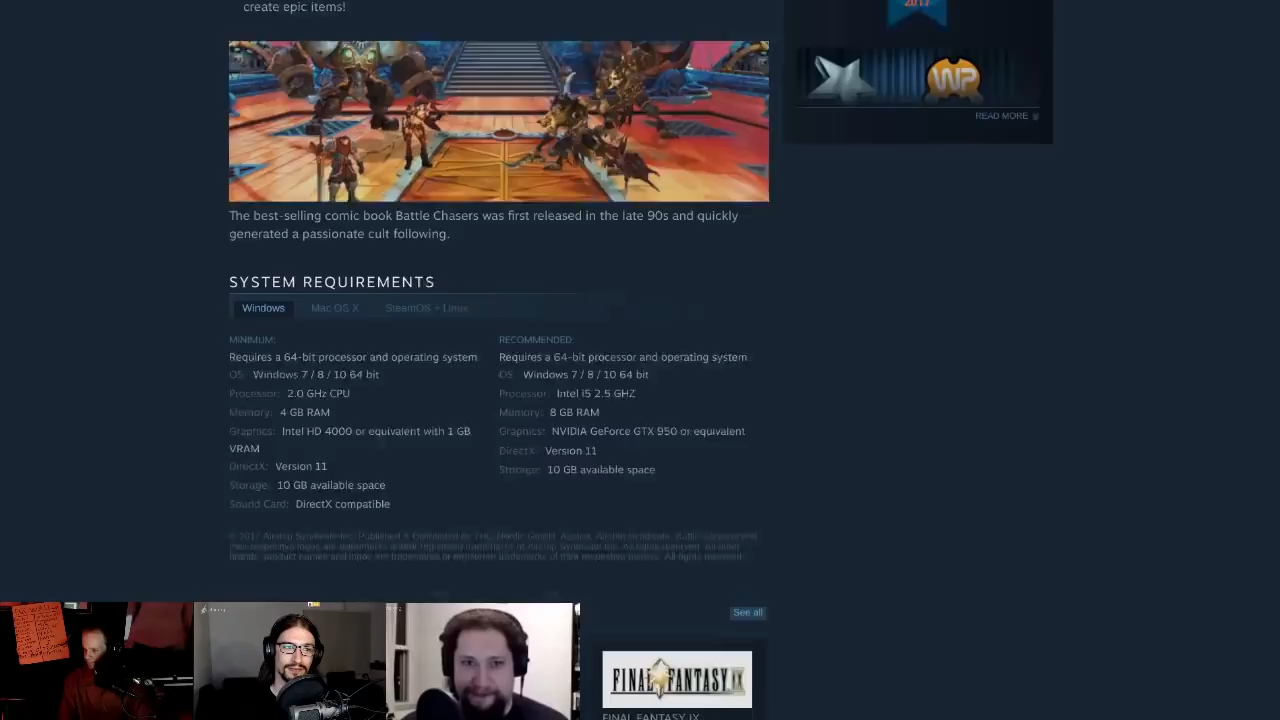 create epic items!
2017
WP
READ MORE
The best-selling comic book Battle Chasers was first released in the late 90s and quickly
generated a passionate cult following.
SYSTEM REQUIREMENTS
Windows Mac OS X SteamOS + Linux
MINIMUM:
Requires a 64-bit processor and operating system
OS: Windows 7 / 8 / 10 64 bit
Processor: 2.0 GHz CPU
Memory: 4 GB RAM
Graphics: Intel HD 4000 or equivalent with 1 GB
VRAM
DirectX: Version 11
Storage: 10 GB available space
Sound Card: DirectX compatible
RECOMMENDED:
Requires a 64-bit processor and operating system
OS: Windows 7 / 8 / 10 64 bit
Processor: Intel i5 2.5 GHZ
Memory: 8 GB RAM
Graphics: NVIDIA GeForce GTX 950 or equivalent
DirectX: Version 11
Storage: 10 GB available space
See all
FINAL FANTASY IX
FINAL FANTASY IX